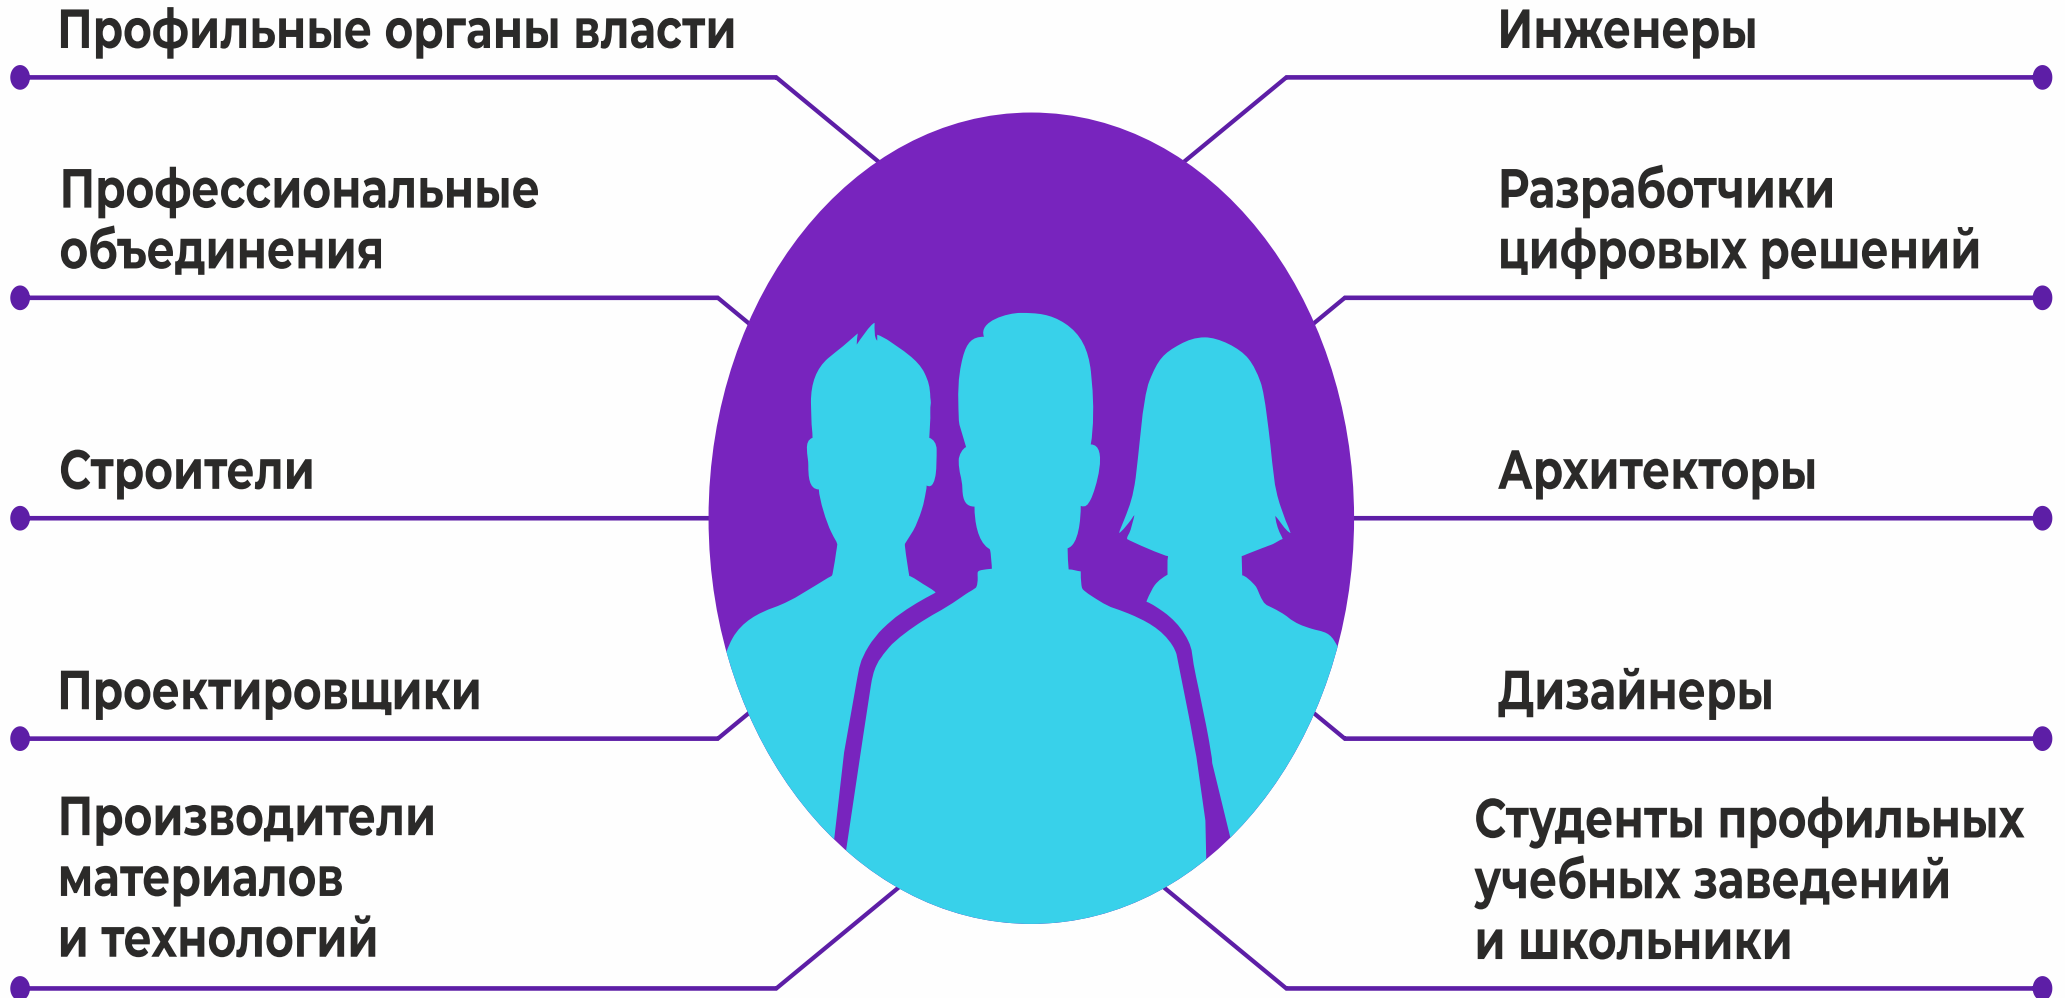 Профильные органы власти
Профессиональные
объединения
Строители
Проектировщики
Производители
материалов
и технологий
Инженеры
Разработчики
цифровых решений
Архитекторы
Дизайнеры
Студенты профильных
учебных заведений
и школьники